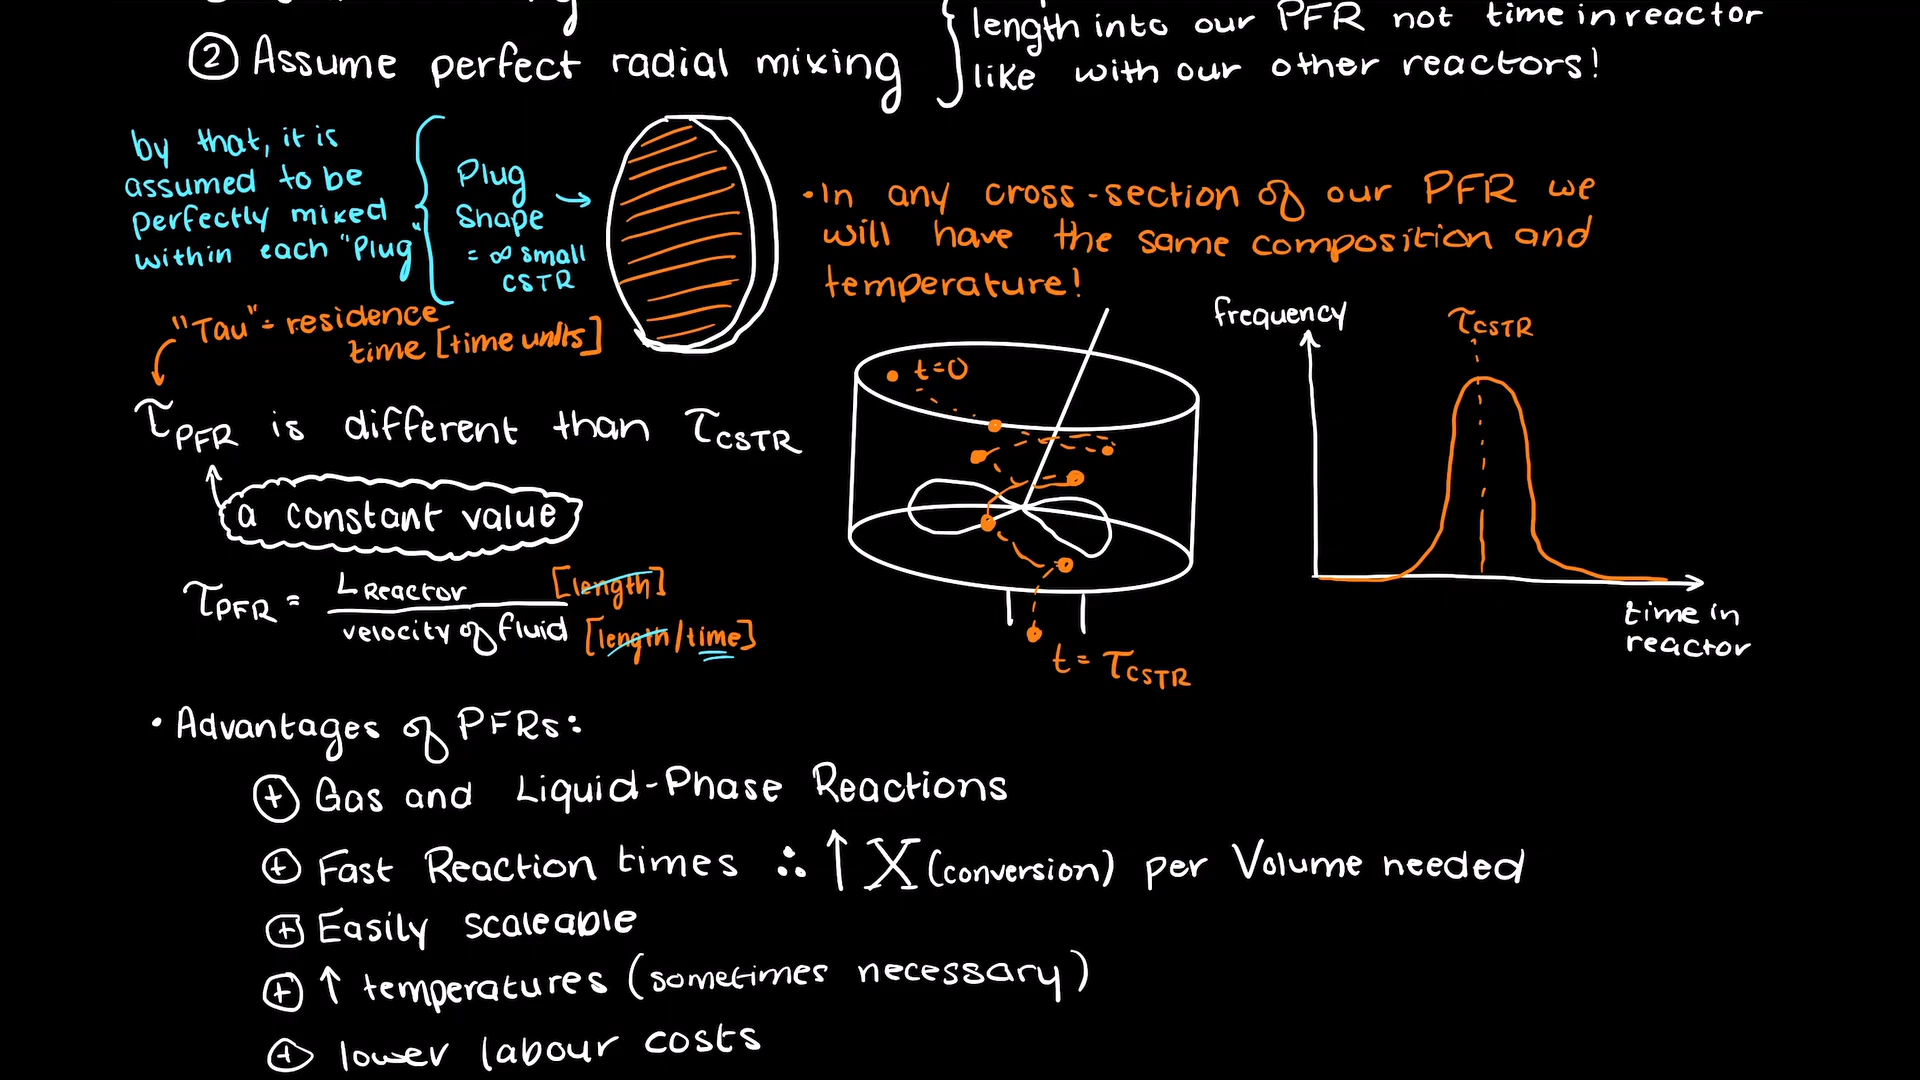 length into our PFR not time in reactor
② Assume perfect radial mixing
like with our other reactors!
by that, it is
assumed to be
perfectly mixed
within each "Plug"
Plug →
Shape
= ∞ small
CSTR
• In any cross-section of our PFR we
will have the same composition and
temperature!
"Tau" = residence
time [time units]
τPFR is different than τCSTR
a constant value
τPFR = L Reactor [length]
velocity of fluid [length/time]
t=0
t = τCSTR
frequency
τCSTR
time in
reactor
• Advantages of PFRs:
⊕ Gas and Liquid-Phase Reactions
⊕ Fast Reaction times ∴ ↑ X (conversion) per Volume needed
⊕ Easily scaleable
⊕ ↑ temperatures (sometimes necessary)
⊕ lower labour costs